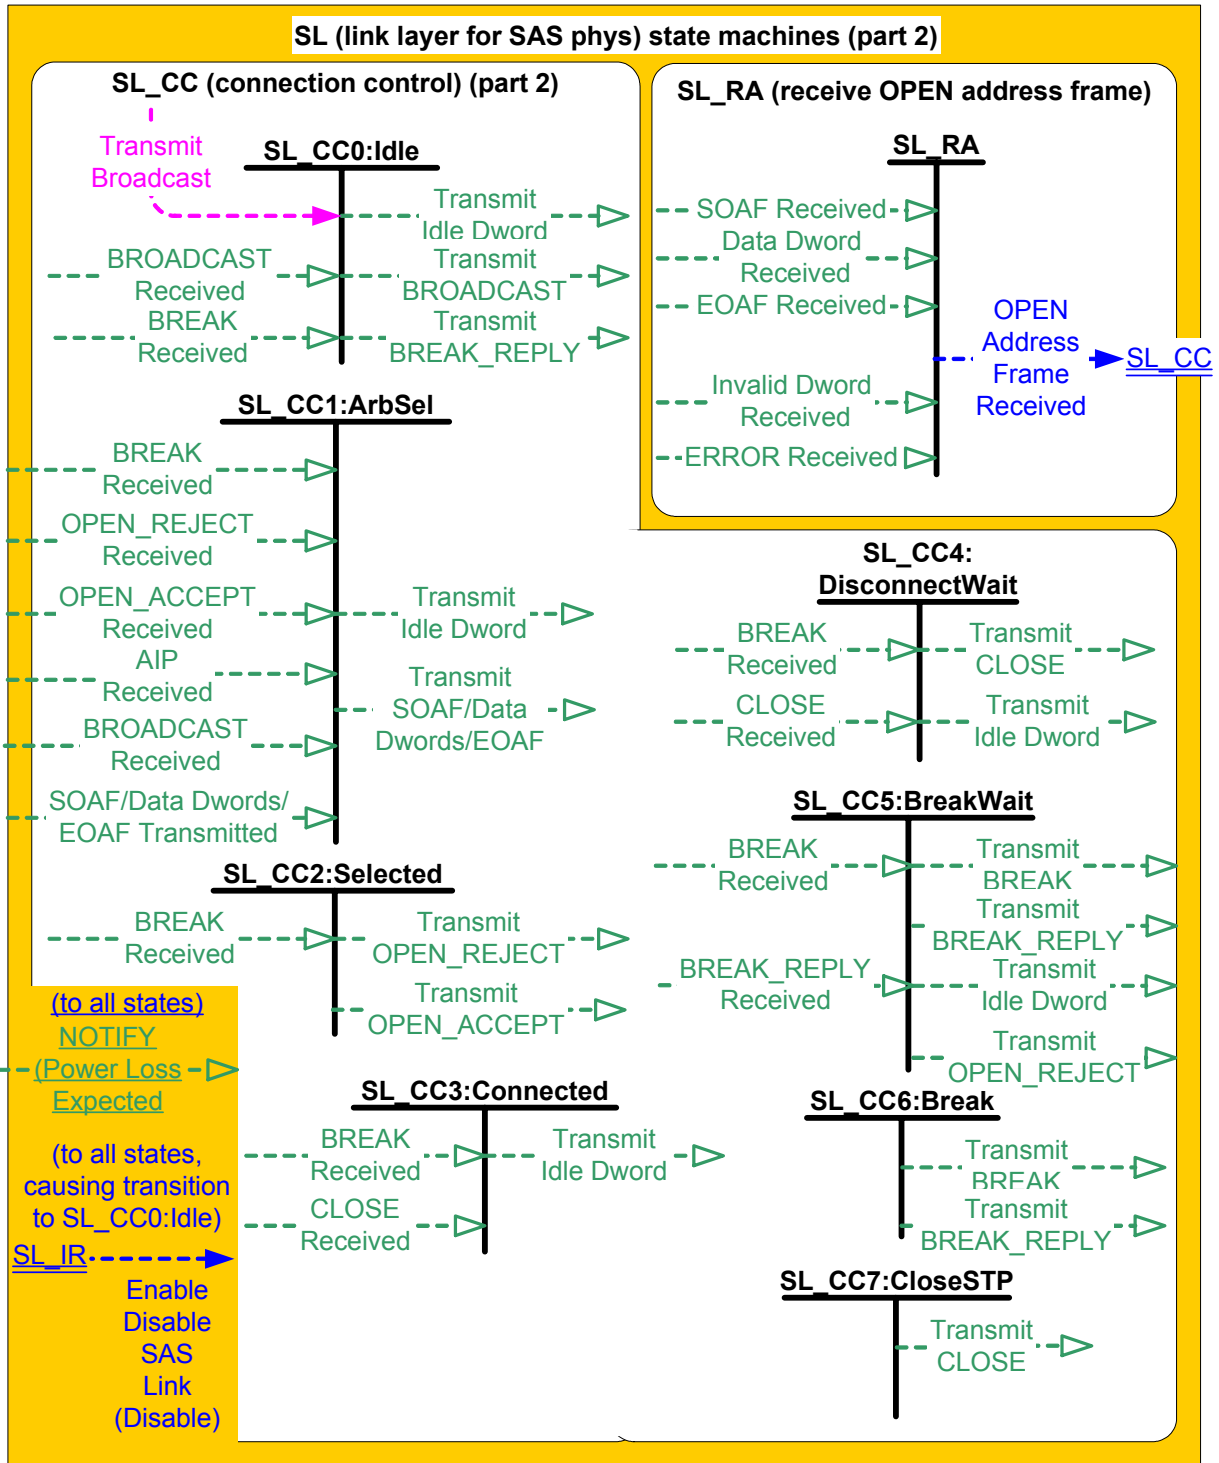 SL (link layer for SAS phys) state machines (part 2)
SL_CC (connection control) (part 2)
Transmit
Broadcast
SL_CC0:Idle
Transmit
Idle Dword
BROADCAST
Received
Transmit
BROADCAST
BREAK
Received
Transmit
BREAK_REPLY
SL_CC1:ArbSel
BREAK
Received
OPEN_REJECT
Received
OPEN_ACCEPT
Received
Transmit
Idle Dword
AIP
Received
Transmit
SOAF/Data
Dwords/EOAF
BROADCAST
Received
SOAF/Data Dwords/
EOAF Transmitted
SL_CC2:Selected
BREAK
Received
Transmit
OPEN_REJECT
Transmit
OPEN_ACCEPT
(to all states)
NOTIFY
(Power Loss
Expected
(to all states,
causing transition
to SL_CC0:Idle)
SL_IR
Enable
Disable
SAS
Link
(Disable)
SL_CC3:Connected
BREAK
Received
Transmit
Idle Dword
CLOSE
Received
SL_RA (receive OPEN address frame)
SL_RA
SOAF Received
Data Dword
Received
EOAF Received
OPEN
Address
Frame
Received
SL_CC
Invalid Dword
Received
ERROR Received
SL_CC4:
DisconnectWait
BREAK
Received
Transmit
CLOSE
CLOSE
Received
Transmit
Idle Dword
SL_CC5:BreakWait
BREAK
Received
Transmit
BREAK
Transmit
BREAK_REPLY
BREAK_REPLY
Received
Transmit
Idle Dword
Transmit
OPEN_REJECT
SL_CC6:Break
Transmit
BREAK
Transmit
BREAK_REPLY
SL_CC7:CloseSTP
Transmit
CLOSE